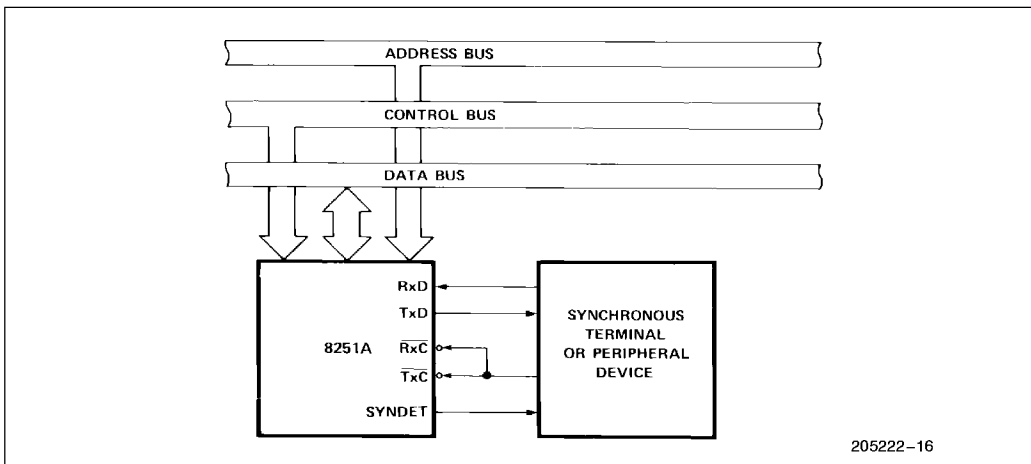 ADDRESS BUS
CONTROL BUS
DATA BUS
RxD
TxD
8251A
RxC
TxC
SYNDET
SYNCHRONOUS
TERMINAL
OR PERIPHERAL
DEVICE
205222-16